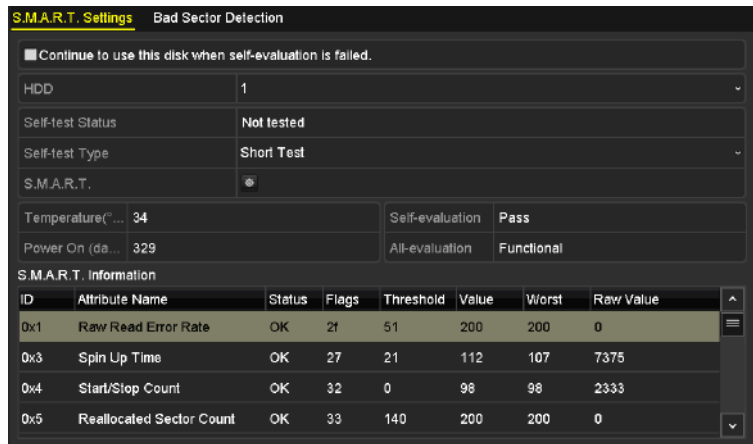 S.M.A.R.T. Settings Bad Sector Detection
Continue to use this disk when self-evaluation is failed.
HDD 1
Self-test Status Not tested
Self-test Type Short Test
S.M.A.R.T.
Temperature(°... 34 Self-evaluation Pass
Power On (da... 329 All-evaluation Functional
S.M.A.R.T. Information
ID Attribute Name Status Flags Threshold Value Worst Raw Value
0x1 Raw Read Error Rate OK 2f 51 200 200 0
0x3 Spin Up Time OK 27 21 112 107 7375
0x4 Start/Stop Count OK 32 0 98 98 2333
0x5 Reallocated Sector Count OK 33 140 200 200 0